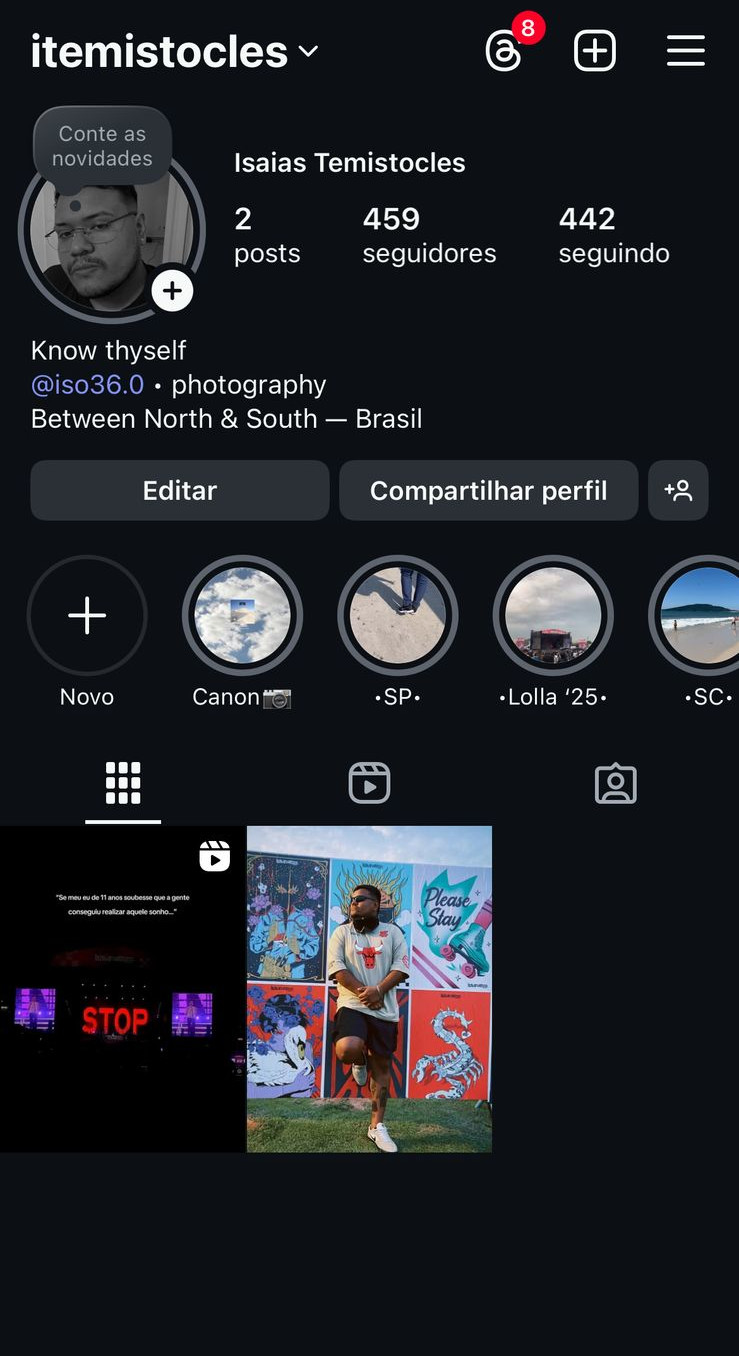 itemistocles
8
Conte as
novidades
Isaias Temistocles
2
459
442
posts
seguidores
seguindo
Know thyself
@iso36.0 • photography
Between North & South — Brasil
Editar
Compartilhar perfil
Novo
Canon📷
•SP•
•Lolla ‘25•
•SC•
"Se meu eu de 11 anos soubesse que a gente
conseguiu realizar aquele sonho..."
STOP
Please
Stay